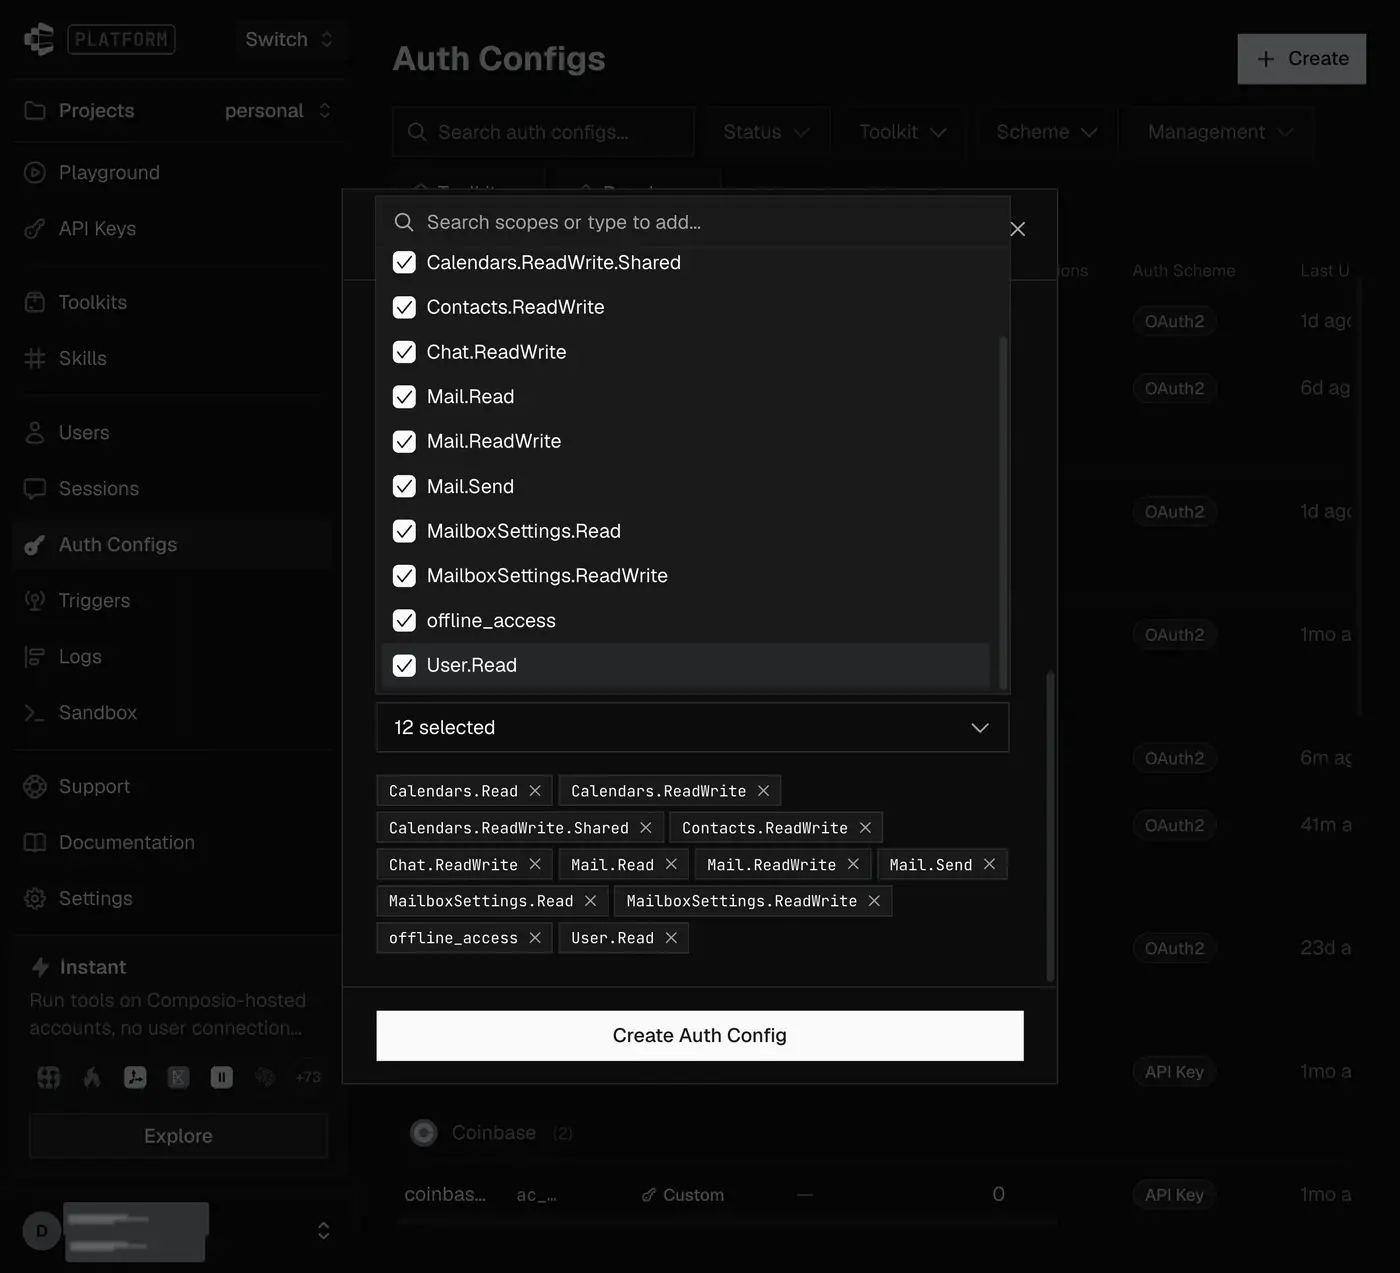 PLATFORM
Switch
Projects
personal
Playground
API Keys
Toolkits
Skills
Users
Sessions
Auth Configs
Triggers
Logs
Sandbox
Support
Documentation
Settings
Instant
Run tools on Composio-hosted
accounts, no user connection...
+73
Explore
D
Auth Configs
+ Create
Search auth configs...
Status
Toolkit
Scheme
Management
Search scopes or type to add...
Calendars.ReadWrite.Shared
Contacts.ReadWrite
Chat.ReadWrite
Mail.Read
Mail.ReadWrite
Mail.Send
MailboxSettings.Read
MailboxSettings.ReadWrite
offline_access
User.Read
12 selected
Calendars.Read
Calendars.ReadWrite
Calendars.ReadWrite.Shared
Contacts.ReadWrite
Chat.ReadWrite
Mail.Read
Mail.ReadWrite
Mail.Send
MailboxSettings.Read
MailboxSettings.ReadWrite
offline_access
User.Read
Create Auth Config
ions
Auth Scheme
Last U
OAuth2
1d ago
OAuth2
6d ag
OAuth2
1d ago
OAuth2
1mo a
OAuth2
6m ag
OAuth2
41m a
OAuth2
23d a
API Key
1mo a
Coinbase (2)
coinbas...
ac_...
Custom
—
0
API Key
1mo a